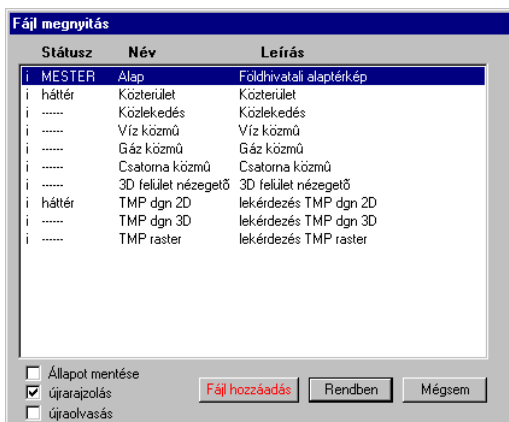 Fájl megnyitás
Státusz Név Leírás
i MESTER Alap Földhivatali alaptérkép
i háttér Közterület Közterület
i ------ Közlekedés Közlekedés
i ------ Víz közmû Víz közmû
i ------ Gáz közmû Gáz közmû
i ------ Csatorna közmû Csatorna közmû
i ------ 3D felület nézegetõ 3D felület nézegetõ
i háttér TMP dgn 2D lekérdezés TMP dgn 2D
i ------ TMP dgn 3D lekérdezés TMP dgn 3D
i ------ TMP raster lekérdezés TMP raster
Állapot mentése
újrarajzolás
újraolvasás
Fájl hozzáadás Rendben Mégsem